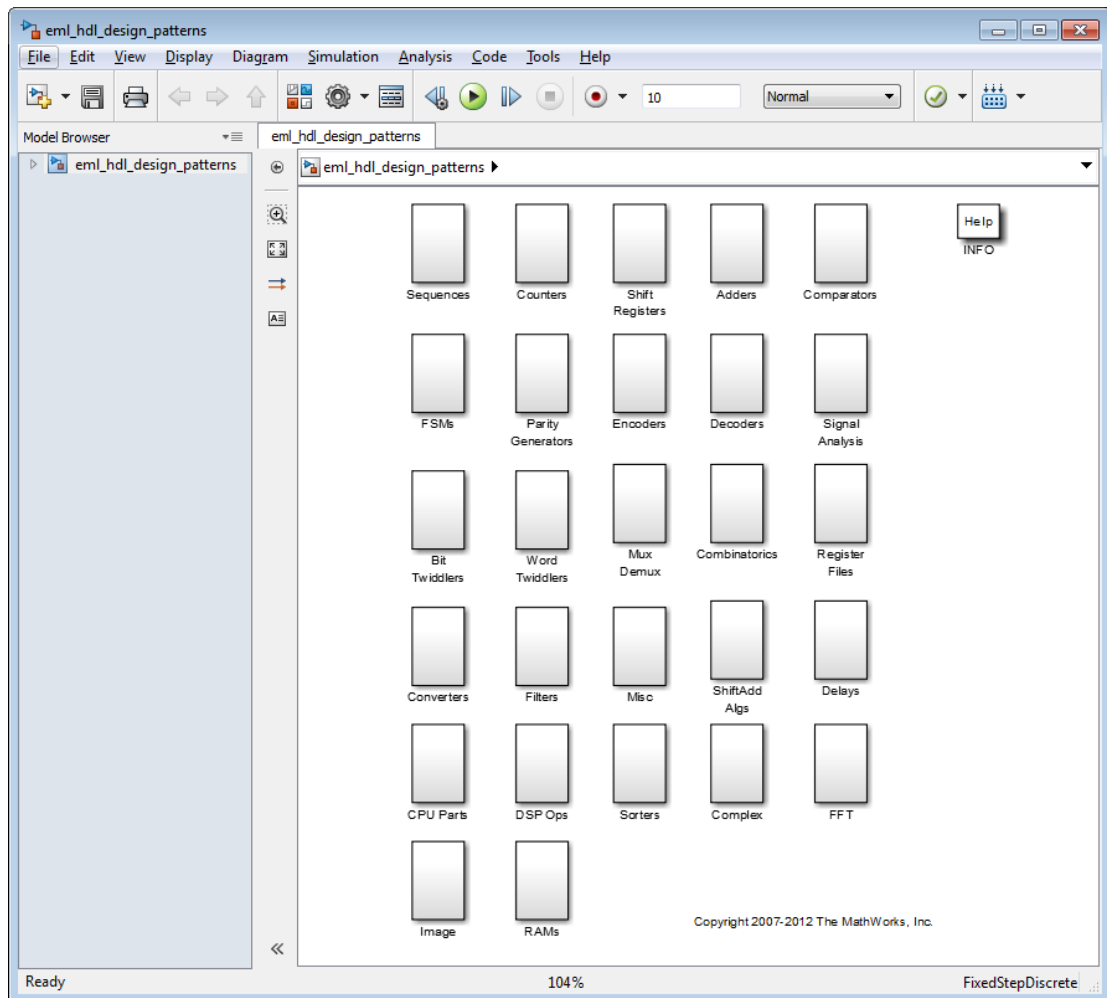 eml_hdl_design_patterns
File Edit View Display Diagram Simulation Analysis Code Tools Help
10 Normal
Model Browser
eml_hdl_design_patterns
eml_hdl_design_patterns
eml_hdl_design_patterns
Help
INFO
Sequences
Counters
Shift
Registers
Adders
Comparators
FSMs
Parity
Generators
Encoders
Decoders
Signal
Analysis
Bit
Twiddlers
Word
Twiddlers
Mux
Demux
Combinatorics
Register
Files
Converters
Filters
Misc
ShiftAdd
Algs
Delays
CPU Parts
DSP Ops
Sorters
Complex
FFT
Image
RAMs
Copyright 2007-2012 The MathWorks, Inc.
Ready 104% FixedStepDiscrete